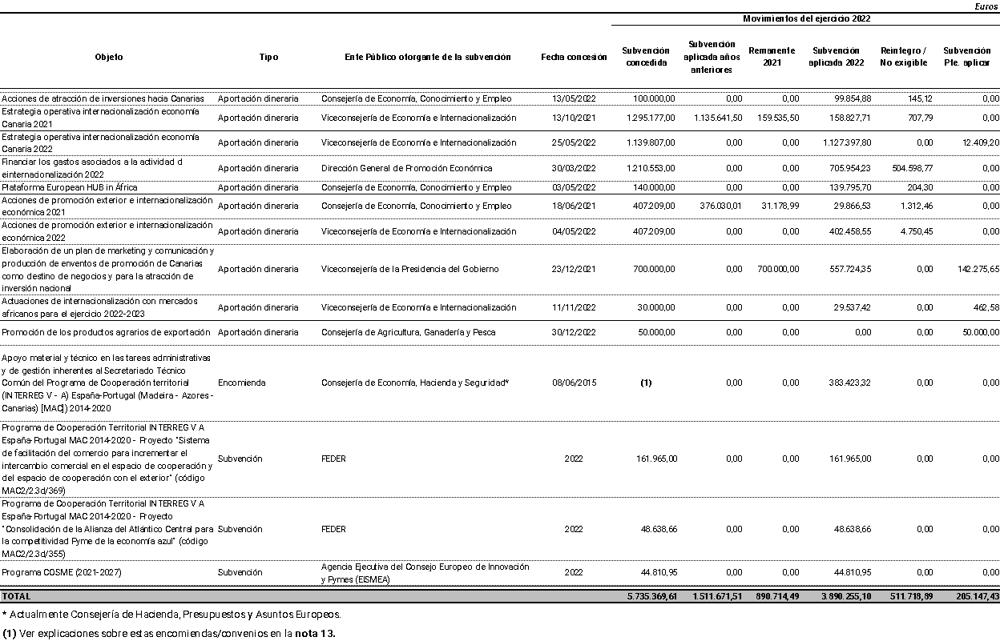 Euros
Movimientos del ejercicio 2022
Objeto Tipo Ente Público otorgante de la subvención Fecha concesión Subvención concedida Subvención aplicada años anteriores Remanente 2021 Subvención aplicada 2022 Reintegro / No exigible Subvención Pte. aplicar
Acciones de atracción de inversiones hacia Canarias Aportación dineraria Consejería de Economía, Conocimiento y Empleo 13/05/2022 100.000,00 0,00 0,00 99.854,88 145,12 0,00
Estrategia operativa internacionalización economía
Canaria 2021 Aportación dineraria Viceconsejería de Economía e Internacionalización 13/10/2021 1.295.177,00 1.135.641,50 159.535,50 158.827,71 707,79 0,00
Estrategia operativa internacionalización economía
Canaria 2022 Aportación dineraria Viceconsejería de Economía e Internacionalización 25/05/2022 1.139.807,00 0,00 0,00 1.127.397,80 0,00 12.409,20
Financiar los gastos asociados a la actividad d
einternacionalización 2022 Aportación dineraria Dirección General de Promoción Económica 30/03/2022 1.210.553,00 0,00 0,00 705.954,23 504.598,77 0,00
Plataforma European HUB in África Aportación dineraria Consejería de Economía, Conocimiento y Empleo 03/05/2022 140.000,00 0,00 0,00 139.795,70 204,30 0,00
Acciones de promoción exterior e internacionalización
económica 2021 Aportación dineraria Consejería de Economía, Conocimiento y Empleo 18/06/2021 407.209,00 376.030,01 31.178,99 29.866,53 1.312,46 0,00
Acciones de promoción exterior e internacionalización
económica 2022 Aportación dineraria Viceconsejería de Economía e Internacionalización 04/05/2022 407.209,00 0,00 0,00 402.458,55 4.750,45 0,00
Elaboración de un plan de marketing y comunicación y
producción de enventos de promoción de Canarias
como destino de negocios y para la atracción de
inversión nacional Aportación dineraria Viceconsejería de la Presidencia del Gobierno 23/12/2021 700.000,00 0,00 700.000,00 557.724,35 0,00 142.275,65
Actuaciones de internacionalización con mercados
africanos para el ejercicio 2022-2023 Aportación dineraria Viceconsejería de Economía e Internacionalización 11/11/2022 30.000,00 0,00 0,00 29.537,42 0,00 462,58
Promoción de los productos agrarios de exportación Aportación dineraria Consejería de Agricultura, Ganadería y Pesca 30/12/2022 50.000,00 0,00 0,00 0,00 0,00 50.000,00
Apoyo material y técnico en las tareas administrativas
y de gestión inherentes al Secretariado Técnico
Común del Programa de Cooperación territorial
(INTERREG V - A) España-Portugal (Madeira - Azores -
Canarias) [MAC]) 2014-2020 Encomienda Consejería de Economía, Hacienda y Seguridad* 08/06/2015 (1) 0,00 0,00 383.423,32 0,00 0,00
Programa de Cooperación Territorial INTERREG V A
España-Portugal MAC 2014-2020 - Proyecto "Sistema
de facilitación del comercio para incrementar el
intercambio comercial en el espacio de cooperación y
del espacio de cooperación con el exterior" (código
MAC2/2.3d/369) Subvención FEDER 2022 161.965,00 0,00 0,00 161.965,00 0,00 0,00
Programa de Cooperación Territorial INTERREG V A
España-Portugal MAC 2014-2020 - Proyecto
"Consolidación de la Alianza del Atlántico Central para
la competitividad Pyme de la economía azul" (código
MAC2/2.3d/355) Subvención FEDER 2022 48.638,66 0,00 0,00 48.638,66 0,00 0,00
Programa COSME (2021-2027) Subvención Agencia Ejecutiva del Consejo Europeo de Innovación
y Pymes (EISMEA) 2022 44.810,95 0,00 0,00 44.810,95 0,00 0,00
TOTAL 5.735.369,61 1.511.671,51 890.714,49 3.890.255,10 511.718,89 205.147,43
* Actualmente Consejería de Hacienda, Presupuestos y Asuntos Europeos.
(1) Ver explicaciones sobre estas encomiendas/convenios en la nota 13.